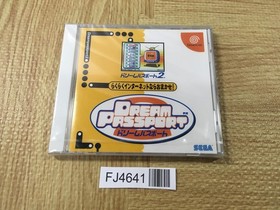 ドリームパスポート2
らくらくインターネットならおまかせ!
DREAM
PASSPORT
ドリームパスポート
SEGA
FJ4641